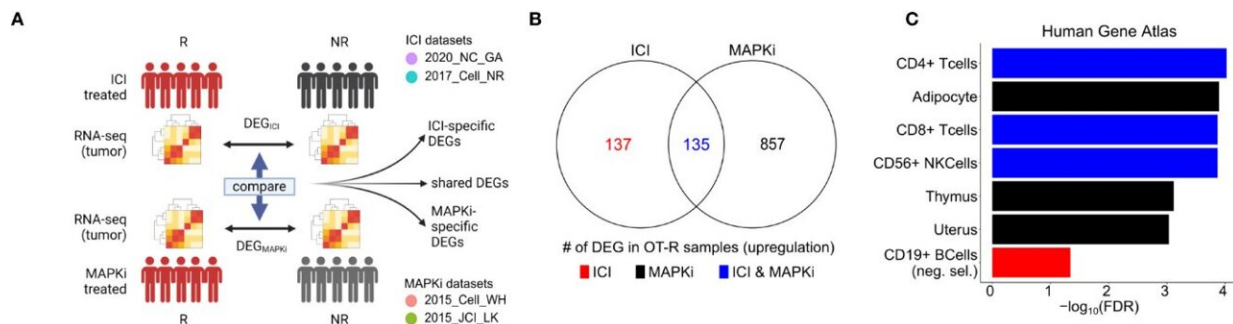 A
R
NR
ICI
treated
ICI datasets
2020_NC_GA
2017_Cell_NR
RNA-seq
(tumor)
DEGICI
compare
ICI-specific
DEGs
shared DEGs
MAPKi-
specific
DEGs
RNA-seq
(tumor)
DEGMAPKi
MAPKi
treated
R
NR
MAPKi datasets
2015_Cell_WH
2015_JCI_LK
B
ICI
MAPKi
137
135
857
# of DEG in OT-R samples (upregulation)
ICI
MAPKi
ICI & MAPKi
C
Human Gene Atlas
CD4+ Tcells
Adipocyte
CD8+ Tcells
CD56+ NKCells
Thymus
Uterus
CD19+ BCells
(neg. sel.)
0 1 2 3 4
−log10(FDR)